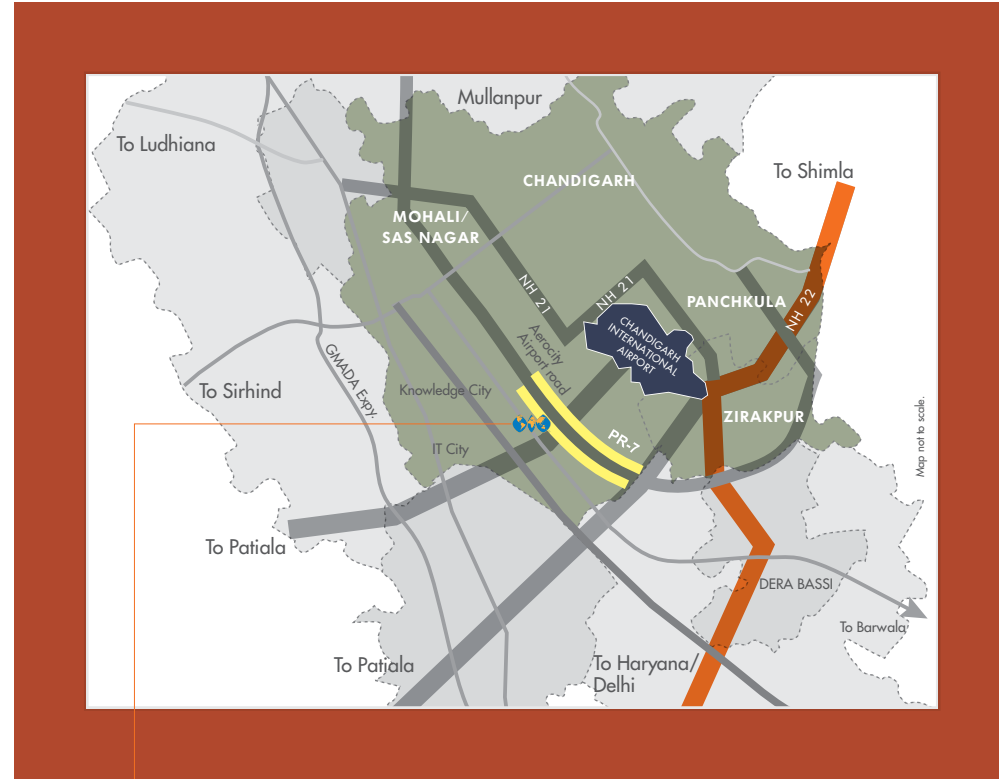 Mullanpur
To Ludhiana
To Shimla
CHANDIGARH
MOHALI/
SAS NAGAR
NH 21
NH 21
PANCHKULA
NH 22
CHANDIGARH
INTERNATIONAL
AIRPORT
Aerocity
Airport road
GMADA Expy.
To Sirhind
Knowledge City
ZIRAKPUR
PR-7
IT City
Map not to scale.
To Patiala
DERA BASSI
To Barwala
To Patiala
To Haryana/
Delhi